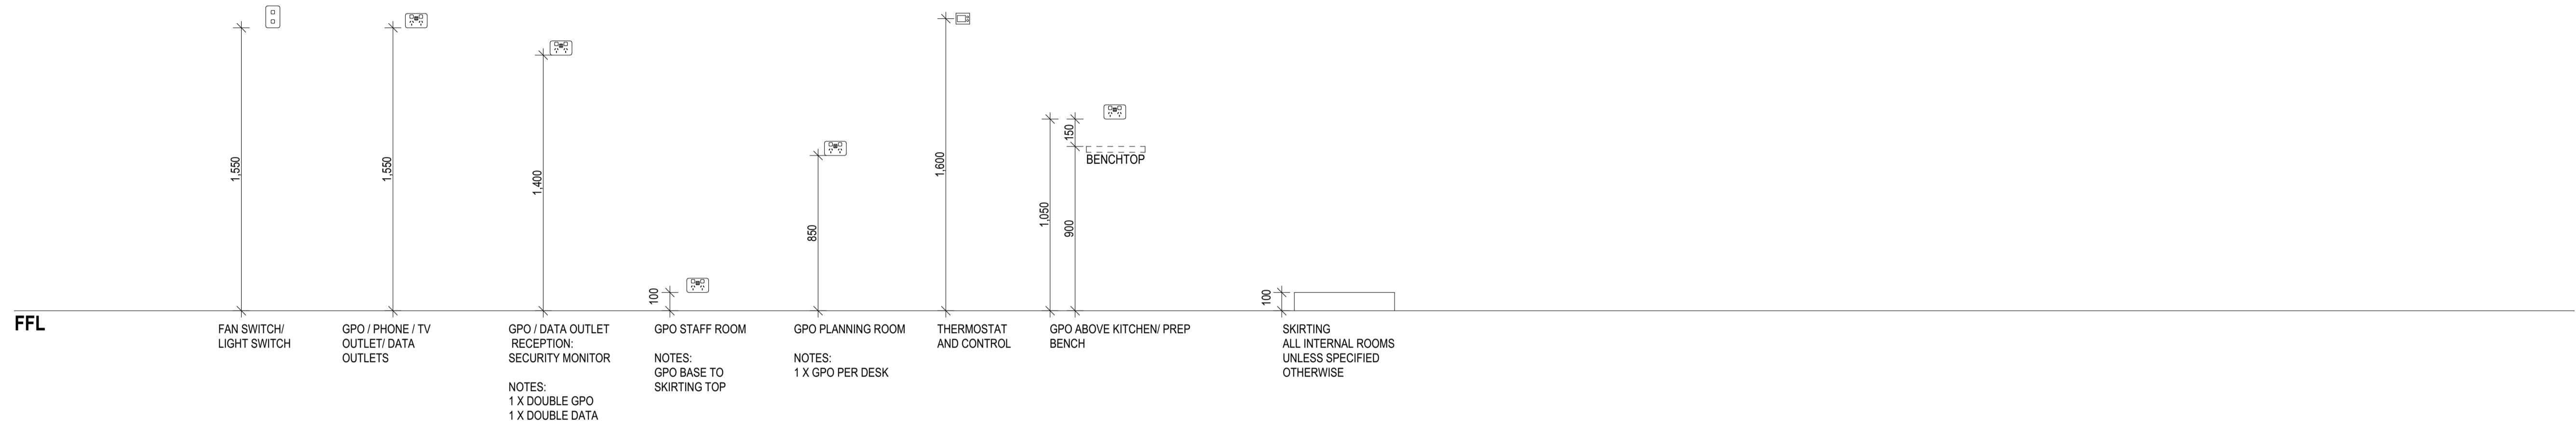 1,550
1,550
1,400
100
850
1,600
1,050
150
900
BENCHTOP
100
FFL
FAN SWITCH/
LIGHT SWITCH
GPO / PHONE / TV
OUTLET/ DATA
OUTLETS
GPO / DATA OUTLET
RECEPTION:
SECURITY MONITOR
NOTES:
1 X DOUBLE GPO
1 X DOUBLE DATA
GPO STAFF ROOM
NOTES:
GPO BASE TO
SKIRTING TOP
GPO PLANNING ROOM
NOTES:
1 X GPO PER DESK
THERMOSTAT
AND CONTROL
GPO ABOVE KITCHEN/ PREP
BENCH
SKIRTING
ALL INTERNAL ROOMS
UNLESS SPECIFIED
OTHERWISE